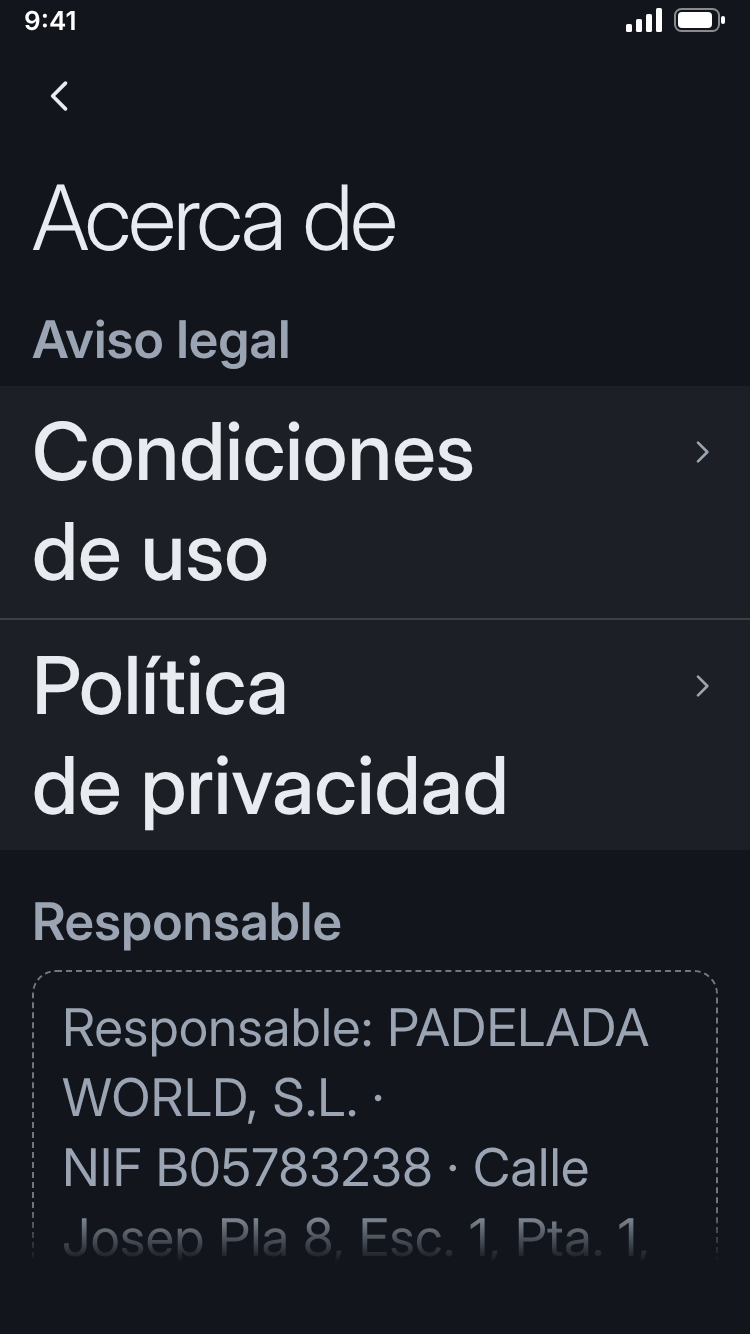 9:41
Acerca de
Aviso legal
Condiciones
de uso
Política
de privacidad
Responsable
Responsable: PADELADA
WORLD, S.L. ·
NIF B05783238 · Calle
Josep Pla 8, Esc. 1, Pta. 1,